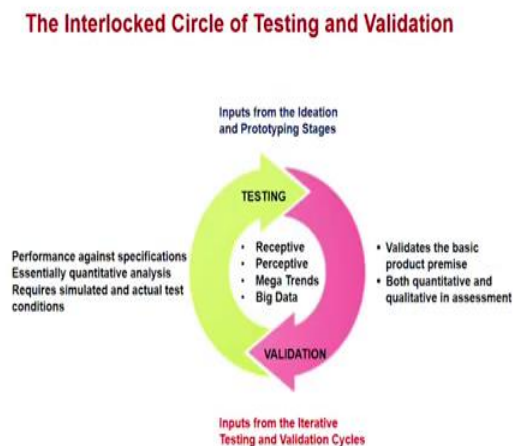 The Interlocked Circle of Testing and Validation
Inputs from the Ideation
and Prototyping Stages
TESTING
Performance against specifications
Essentially quantitative analysis
Requires simulated and actual test
conditions
• Receptive
• Perceptive
• Mega Trends
• Big Data
• Validates the basic
product premise
• Both quantitative and
qualitative in assessment
VALIDATION
Inputs from the Iterative
Testing and Validation Cycles